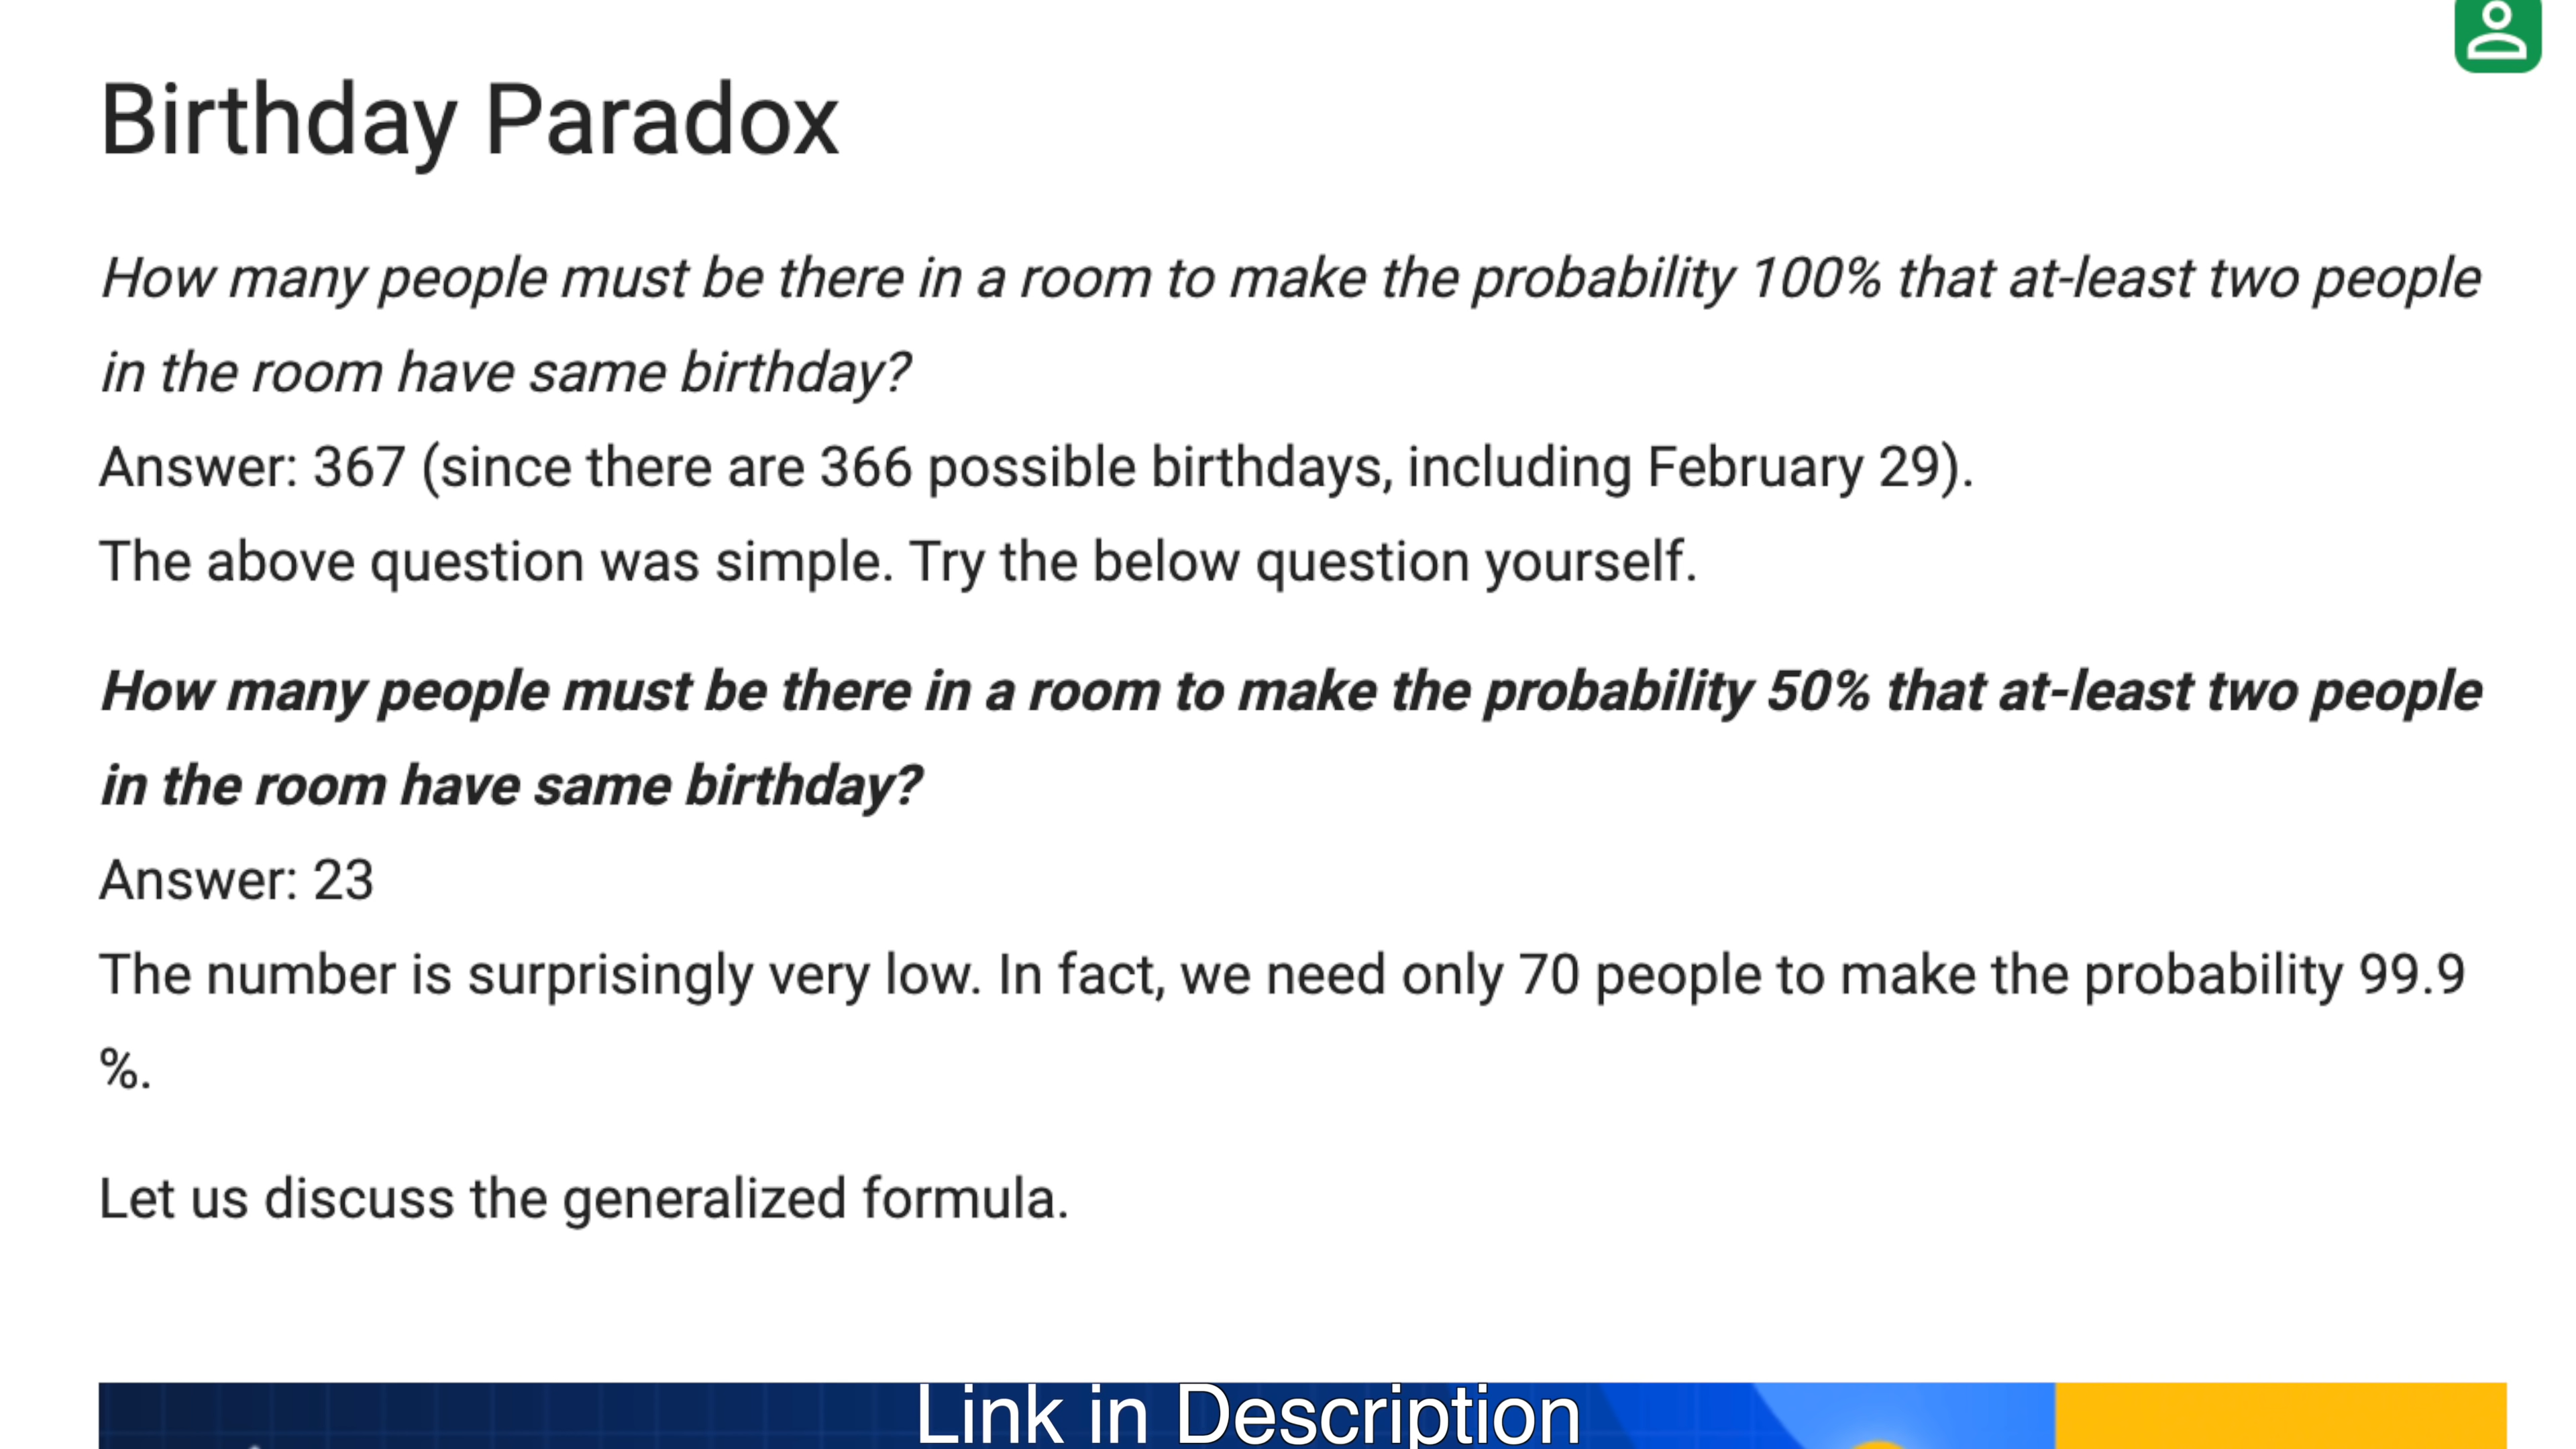 Birthday Paradox
How many people must be there in a room to make the probability 100% that at-least two people
in the room have same birthday?
Answer: 367 (since there are 366 possible birthdays, including February 29).
The above question was simple. Try the below question yourself.
How many people must be there in a room to make the probability 50% that at-least two people
in the room have same birthday?
Answer: 23
The number is surprisingly very low. In fact, we need only 70 people to make the probability 99.9
%.
Let us discuss the generalized formula.
Link in Description